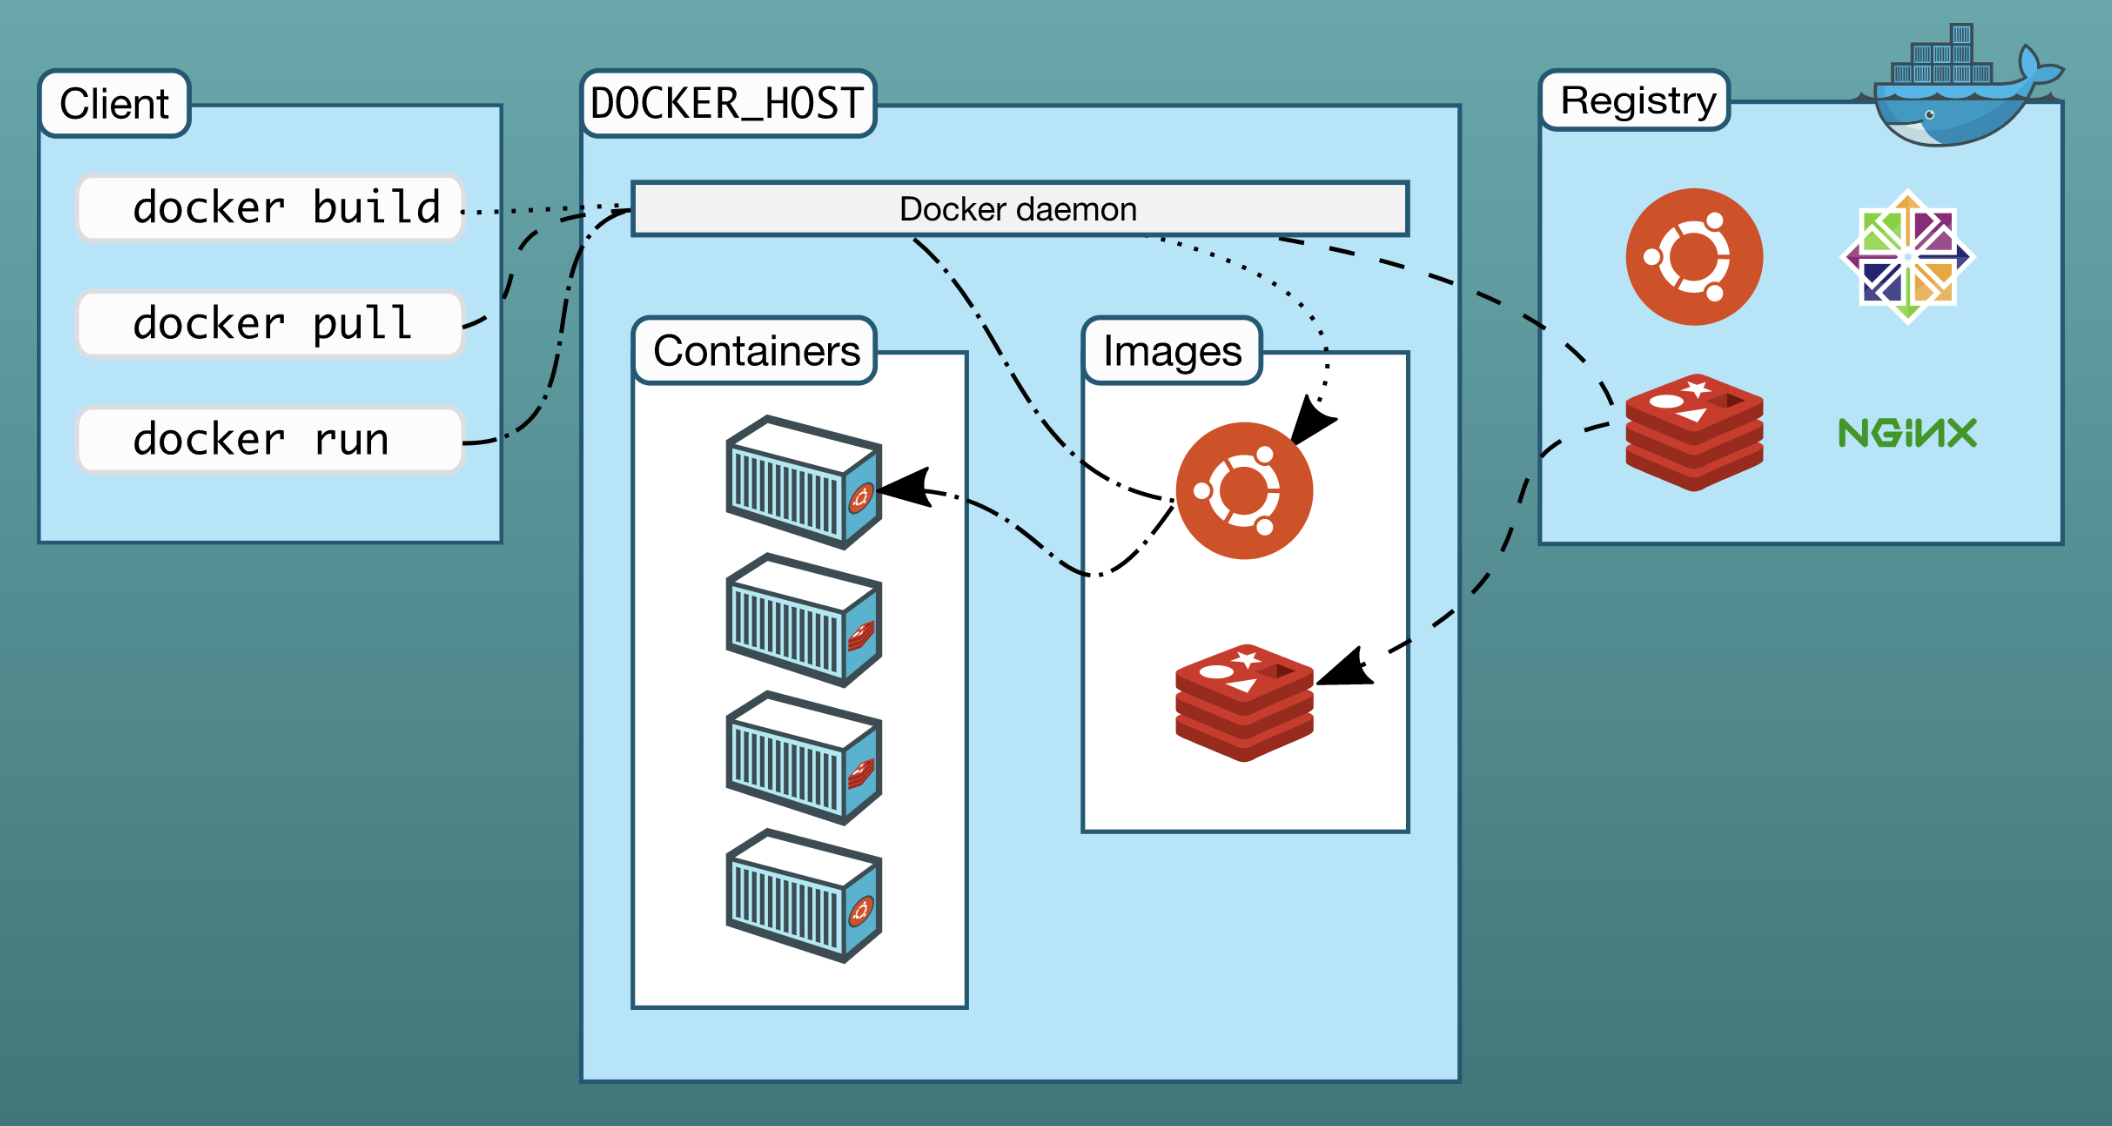 Client
docker build
docker pull
docker run
DOCKER_HOST
Docker daemon
Containers
Images
Registry
NGiNX